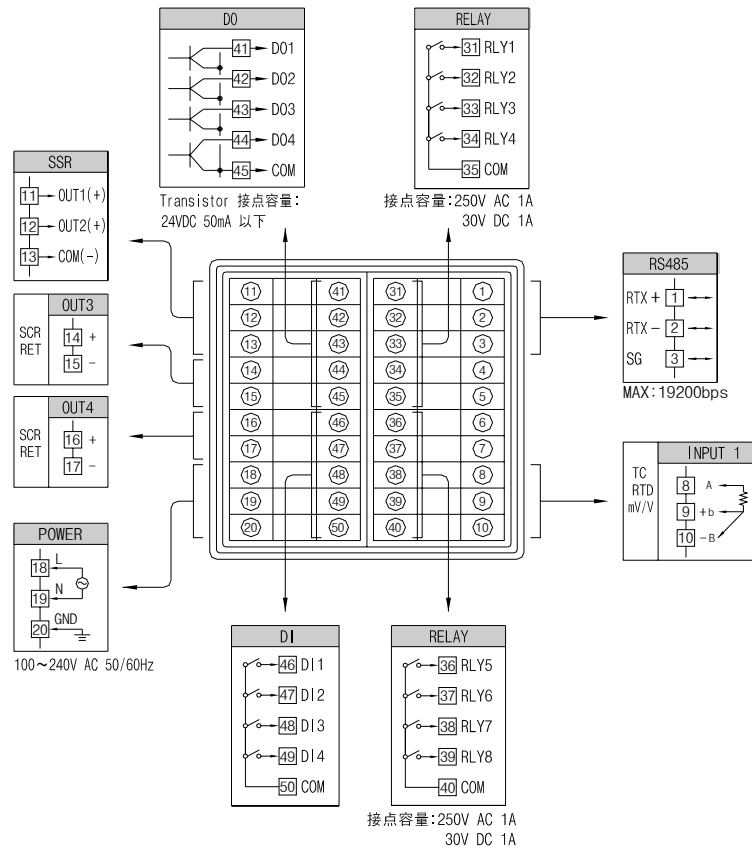 DO
41 DO1
42 DO2
43 DO3
44 DO4
45 COM
Transistor 接点容量:
24VDC 50mA 以下
RELAY
31 RLY1
32 RLY2
33 RLY3
34 RLY4
35 COM
接点容量:250V AC 1A
30V DC 1A
SSR
11 OUT1(+)
12 OUT2(+)
13 COM(-)
OUT3
SCR
RET
14 +
15 -
OUT4
SCR
RET
16 +
17 -
POWER
18 L
19 N
20 GND
100~240V AC 50/60Hz
11 41 31 1
12 42 32 2
13 43 33 3
14 44 34 4
15 45 35 5
16 46 36 6
17 47 37 7
18 48 38 8
19 49 39 9
20 50 40 10
RS485
RTX + 1
RTX - 2
SG 3
MAX:19200bps
INPUT 1
TC
RTD
mV/V
8 A
9 +b
10 -B
DI
46 DI1
47 DI2
48 DI3
49 DI4
50 COM
RELAY
36 RLY5
37 RLY6
38 RLY7
39 RLY8
40 COM
接点容量:250V AC 1A
30V DC 1A